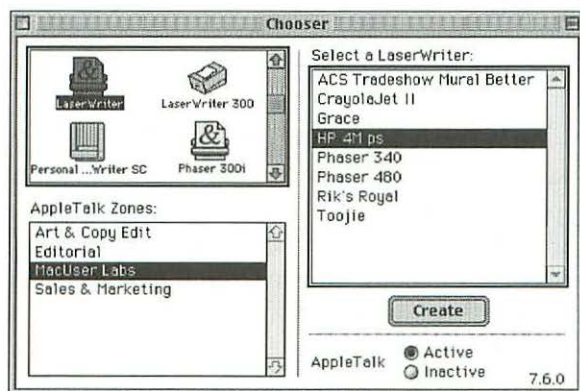 Chooser
LaserWriter
LaserWriter 300
Personal ...Writer SC
Phaser 300i
AppleTalk Zones:
Art & Copy Edit
Editorial
MacUser Labs
Sales & Marketing
Select a LaserWriter:
ACS Tradeshow Mural Better
CrayolaJet II
Grace
HP 4M ps
Phaser 340
Phaser 480
Rik's Royal
Toojie
Create
AppleTalk
Active
Inactive
7.6.0